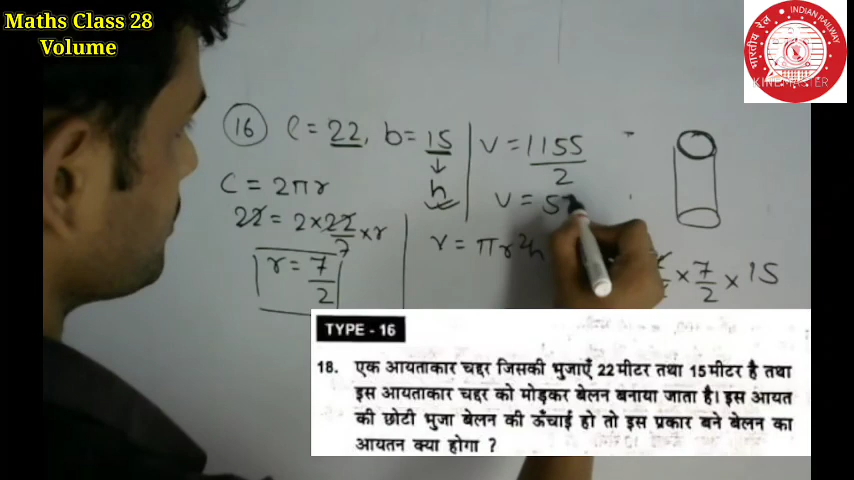 Maths Class 28
Volume
भारतीय रेल INDIAN RAILWAY
KINEMASTER
16 l = 22, b = 15
↓
h
C = 2πr
22 = 2 × 22/7 × r
r = 7/2
V = 1155/2
V = 5
V = πr²h
× 7/2 × 15
TYPE - 16
18. एक आयताकार चद्दर जिसकी भुजाएँ 22 मीटर तथा 15 मीटर है तथा
इस आयताकार चद्दर को मोड़कर बेलन बनाया जाता है। इस आयत
की छोटी भुजा बेलन की ऊँचाई हो तो इस प्रकार बने बेलन का
आयतन क्या होगा ?